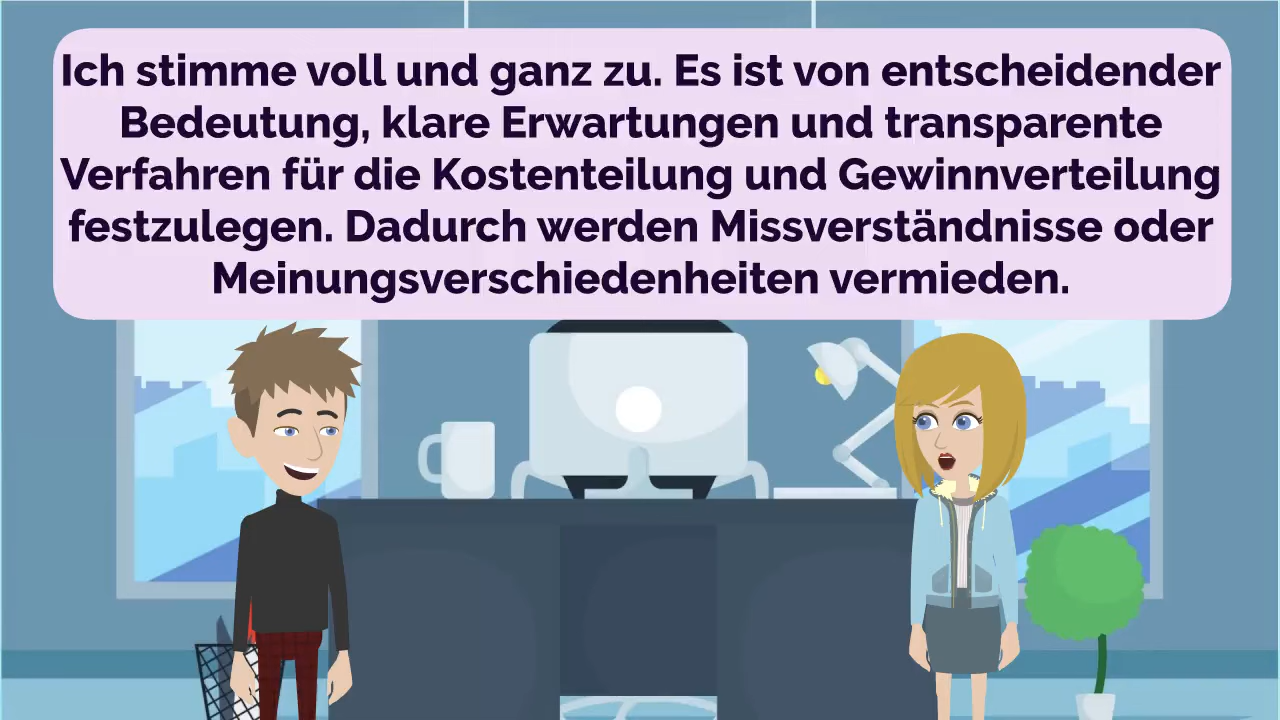 Ich stimme voll und ganz zu. Es ist von entscheidender
Bedeutung, klare Erwartungen und transparente
Verfahren für die Kostenteilung und Gewinnverteilung
festzulegen. Dadurch werden Missverständnisse oder
Meinungsverschiedenheiten vermieden.